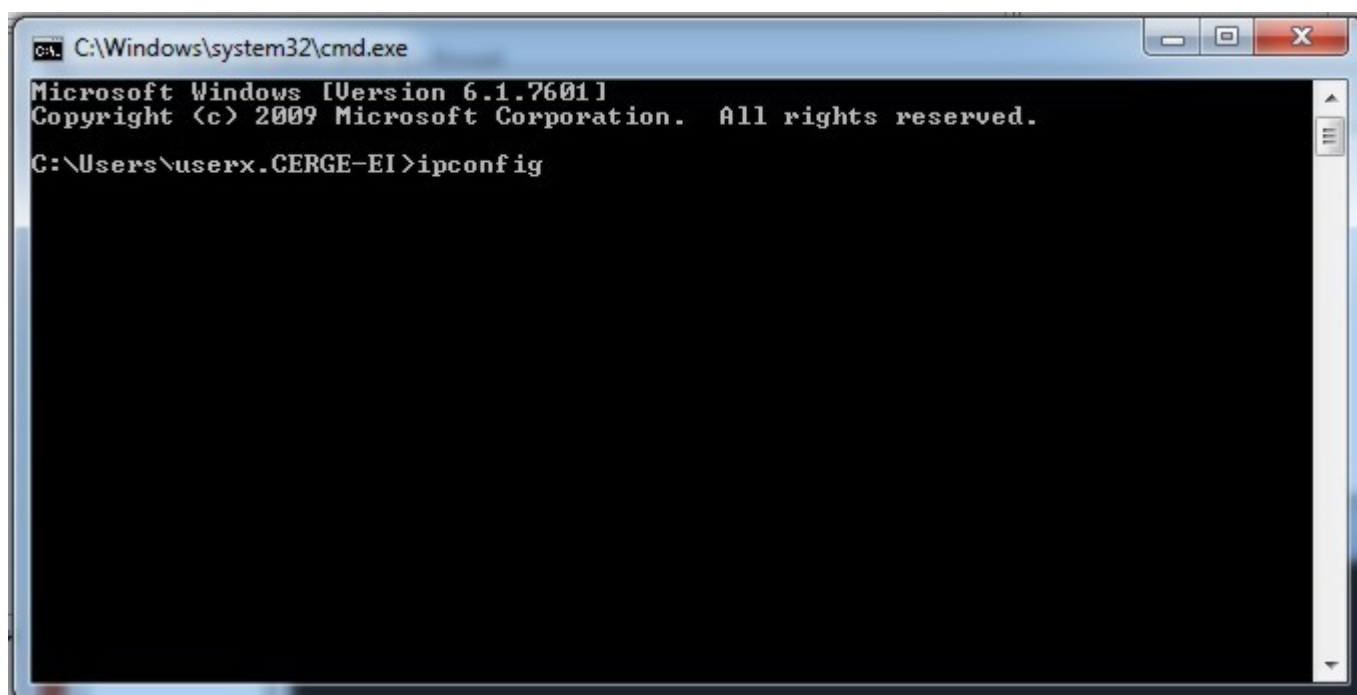 C:\Windows\system32\cmd.exe
Microsoft Windows [Version 6.1.7601]
Copyright (c) 2009 Microsoft Corporation.  All rights reserved.
C:\Users\userx.CERGE-EI>ipconfig